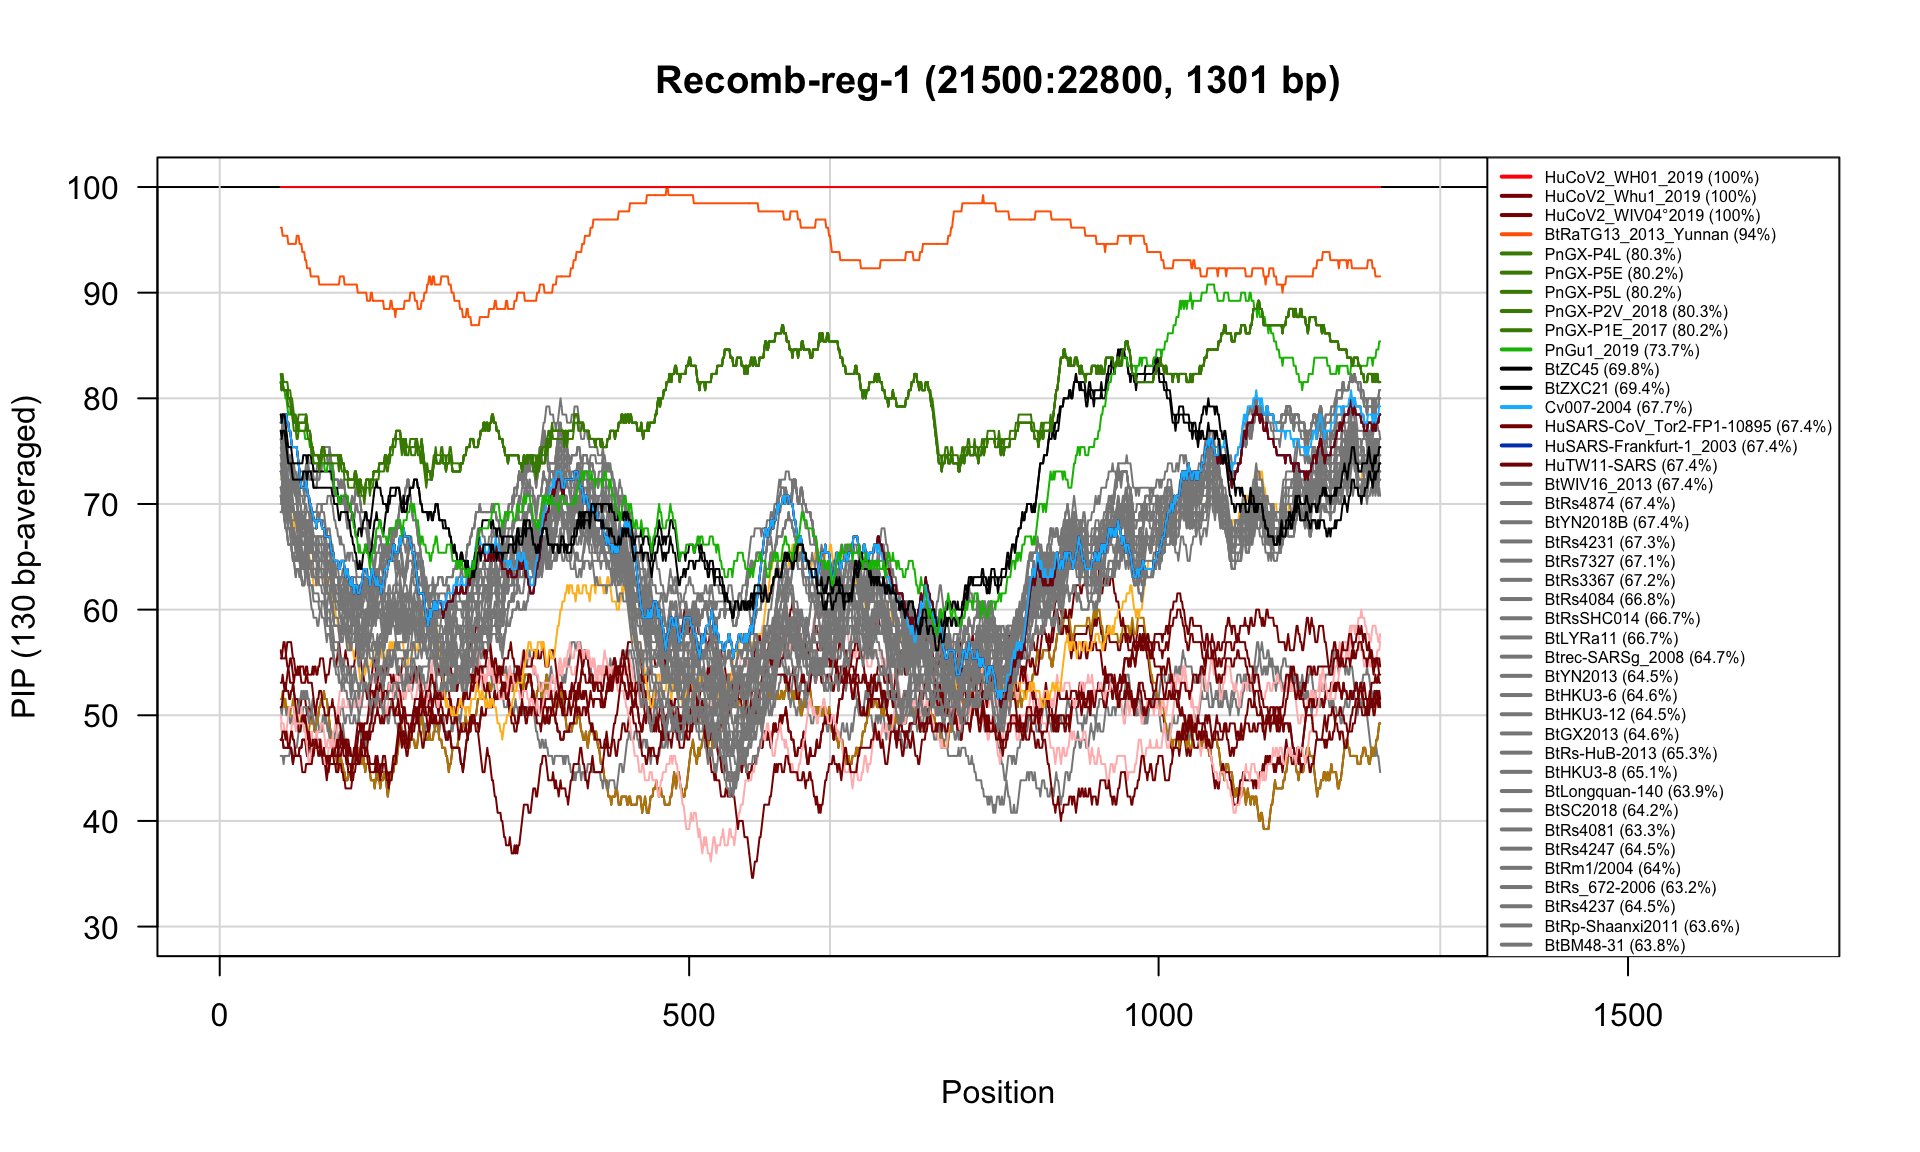 Recomb-reg-1 (21500:22800, 1301 bp)
PIP (130 bp-averaged)
100
90
80
70
60
50
40
30
0
500
1000
1500
Position
HuCoV2_WH01_2019 (100%)
HuCoV2_Whu1_2019 (100%)
HuCoV2_WIV04°2019 (100%)
BtRaTG13_2013_Yunnan (94%)
PnGX-P4L (80.3%)
PnGX-P5E (80.2%)
PnGX-P5L (80.2%)
PnGX-P2V_2018 (80.3%)
PnGX-P1E_2017 (80.2%)
PnGu1_2019 (73.7%)
BtZC45 (69.8%)
BtZXC21 (69.4%)
Cv007-2004 (67.7%)
HuSARS-CoV_Tor2-FP1-10895 (67.4%)
HuSARS-Frankfurt-1_2003 (67.4%)
HuTW11-SARS (67.4%)
BtWIV16_2013 (67.4%)
BtRs4874 (67.4%)
BtYN2018B (67.4%)
BtRs4231 (67.3%)
BtRs7327 (67.1%)
BtRs3367 (67.2%)
BtRs4084 (66.8%)
BtRsSHC014 (66.7%)
BtLYRa11 (66.7%)
Btrec-SARSg_2008 (64.7%)
BtYN2013 (64.5%)
BtHKU3-6 (64.6%)
BtHKU3-12 (64.5%)
BtGX2013 (64.6%)
BtRs-HuB-2013 (65.3%)
BtHKU3-8 (65.1%)
BtLongquan-140 (63.9%)
BtSC2018 (64.2%)
BtRs4081 (63.3%)
BtRs4247 (64.5%)
BtRm1/2004 (64%)
BtRs_672-2006 (63.2%)
BtRs4237 (64.5%)
BtRp-Shaanxi2011 (63.6%)
BtBM48-31 (63.8%)